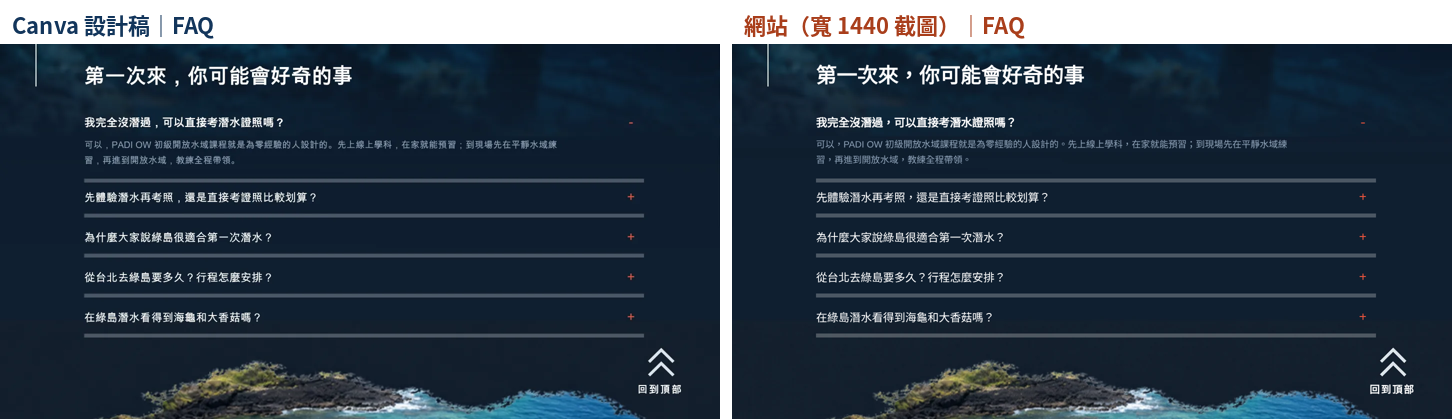 Canva 設計稿｜FAQ
第一次來，你可能會好奇的事
我完全沒潛過，可以直接考潛水證照嗎？ -
可以，PADI OW 初級開放水域課程就是為零經驗的人設計的。先上線上學科，在家就能預習；到現場先在平靜水域練
習，再進到開放水域，教練全程帶領。
先體驗潛水再考照，還是直接考證照比較划算？ +
為什麼大家說綠島很適合第一次潛水？ +
從台北去綠島要多久？行程怎麼安排？ +
在綠島潛水看得到海龜和大香菇嗎？ +
回到頂部
網站（寬 1440 截圖）｜FAQ
第一次來，你可能會好奇的事
我完全沒潛過，可以直接考潛水證照嗎？ -
可以，PADI OW 初級開放水域課程就是為零經驗的人設計的。先上線上學科，在家就能預習；到現場先在平靜水域練
習，再進到開放水域，教練全程帶領。
先體驗潛水再考照，還是直接考證照比較划算？ +
為什麼大家說綠島很適合第一次潛水？ +
從台北去綠島要多久？行程怎麼安排？ +
在綠島潛水看得到海龜和大香菇嗎？ +
回到頂部